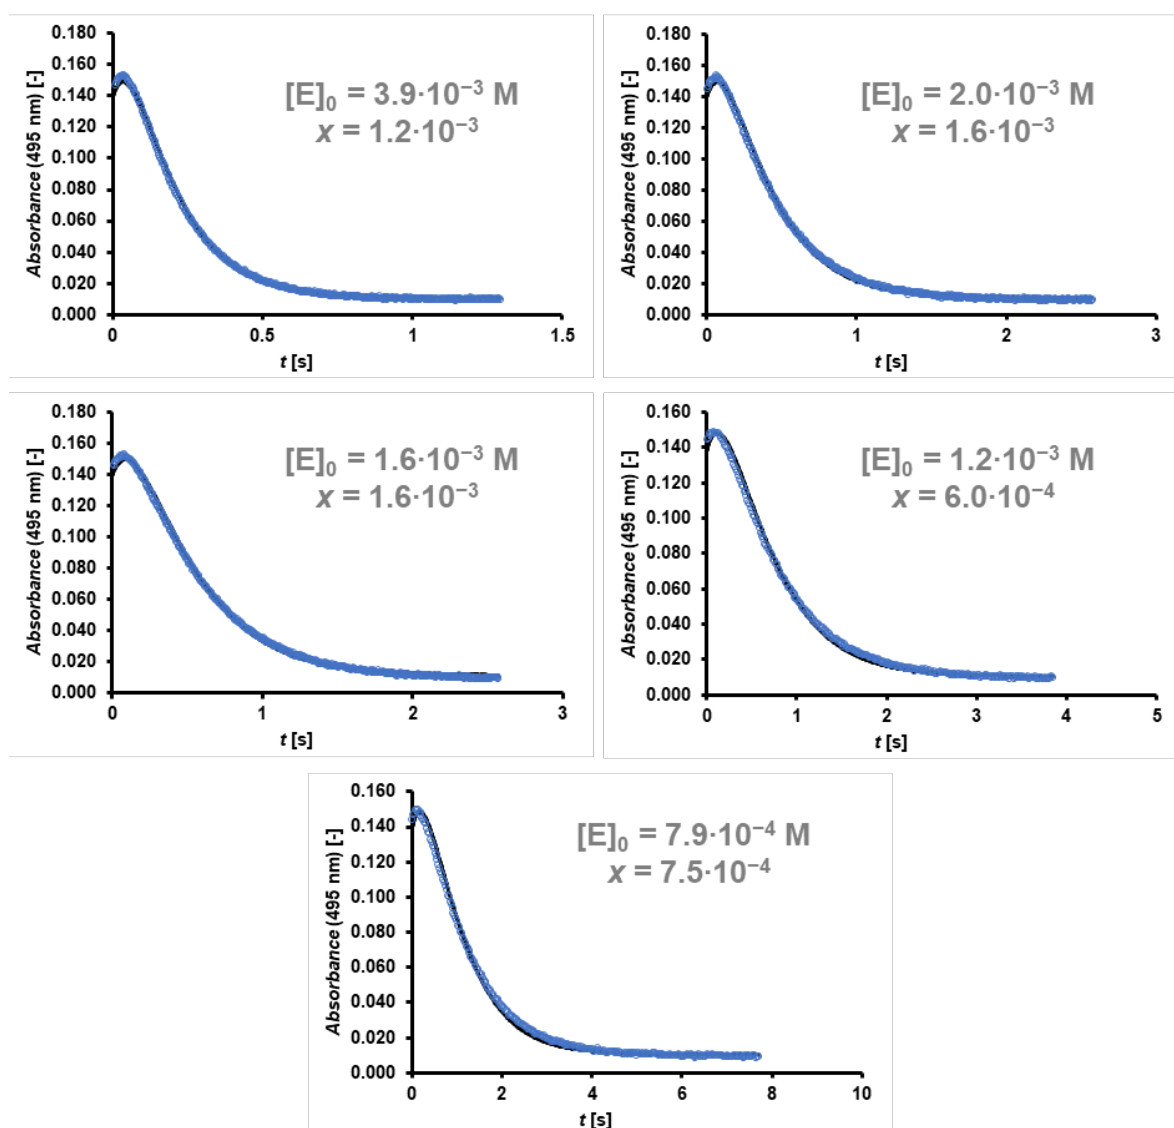 0.180
0.160
0.140
0.120
0.100
0.080
0.060
0.040
0.020
0.000
Absorbance (495 nm) [-]
[E]₀ = 3.9·10⁻³ M
x = 1.2·10⁻³
0 0.5 1 1.5
t [s]
0.180
0.160
0.140
0.120
0.100
0.080
0.060
0.040
0.020
0.000
Absorbance (495 nm) [-]
[E]₀ = 2.0·10⁻³ M
x = 1.6·10⁻³
0 1 2 3
t [s]
0.180
0.160
0.140
0.120
0.100
0.080
0.060
0.040
0.020
0.000
Absorbance (495 nm) [-]
[E]₀ = 1.6·10⁻³ M
x = 1.6·10⁻³
0 1 2 3
t [s]
0.160
0.140
0.120
0.100
0.080
0.060
0.040
0.020
0.000
Absorbance (495 nm) [-]
[E]₀ = 1.2·10⁻³ M
x = 6.0·10⁻⁴
0 1 2 3 4 5
t [s]
0.160
0.140
0.120
0.100
0.080
0.060
0.040
0.020
0.000
Absorbance (495 nm) [-]
[E]₀ = 7.9·10⁻⁴ M
x = 7.5·10⁻⁴
0 2 4 6 8 10
t [s]